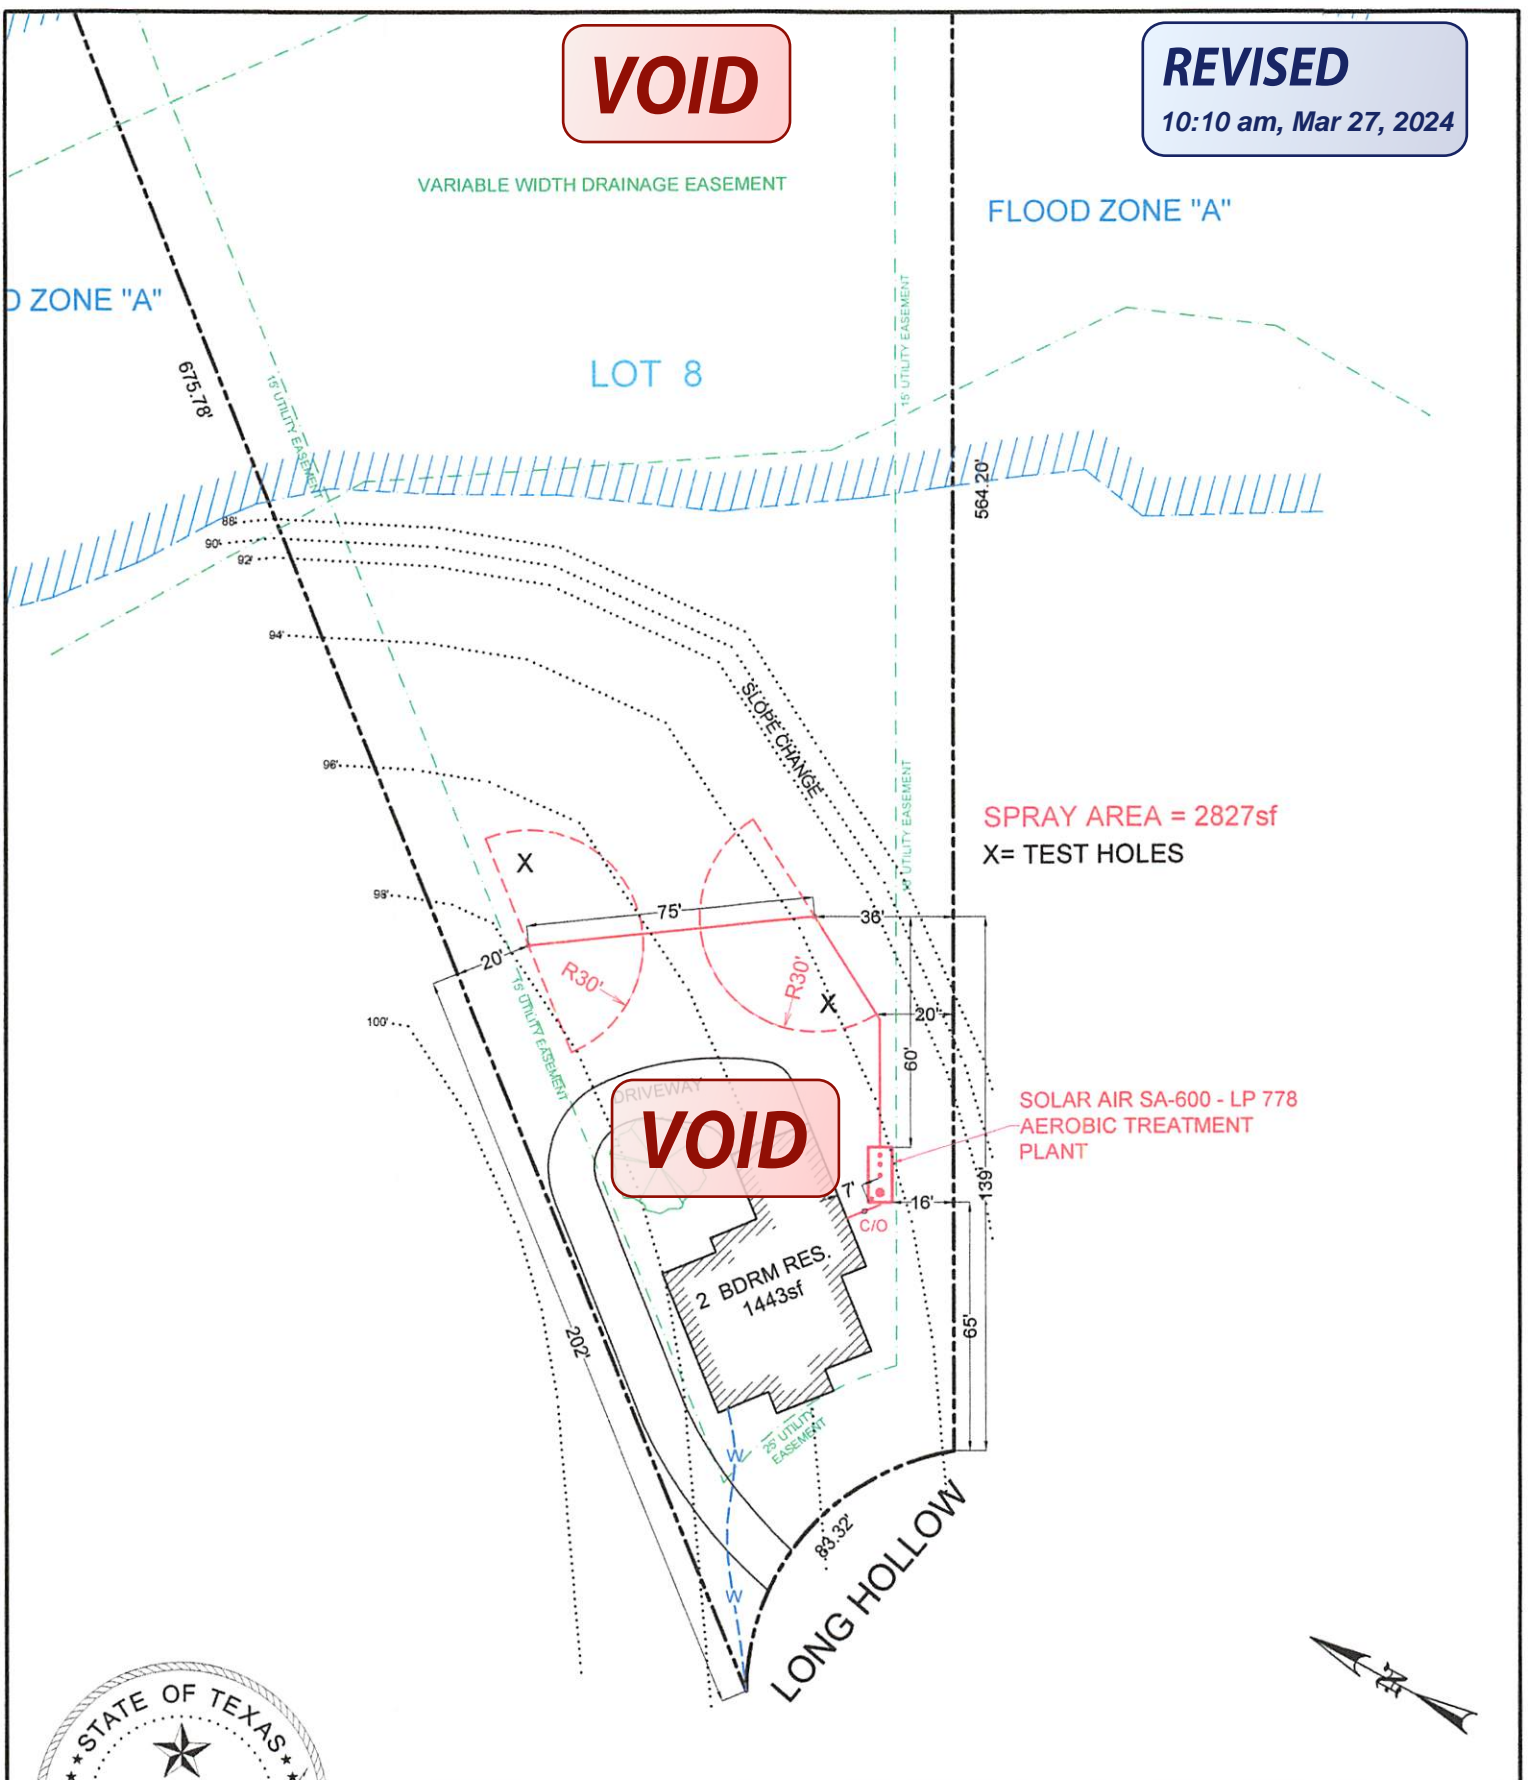 VOID
REVISED
10:10 am, Mar 27, 2024
VARIABLE WIDTH DRAINAGE EASEMENT
FLOOD ZONE "A"
ZONE "A"
675.78'
15' UTILITY EASEMENT
LOT 8
15' UTILITY EASEMENT
564.20'
88'
90'
92'
94'
SLOPE CHANGE
96'
UTILITY EASEMENT
SPRAY AREA = 2827sf
X= TEST HOLES
X
98'
75'
36'
20'
R30'
R30'
X
15' UTILITY EASEMENT
20'
100'
60'
DRIVEWAY
VOID
SOLAR AIR SA-600 - LP 778
AEROBIC TREATMENT
PLANT
139'
7'
16'
C/O
2 BDRM RES.
1443sf
202'
65'
25' UTILITY
EASEMENT
W
83.32'
W
LONG HOLLOW
N
STATE OF TEXAS